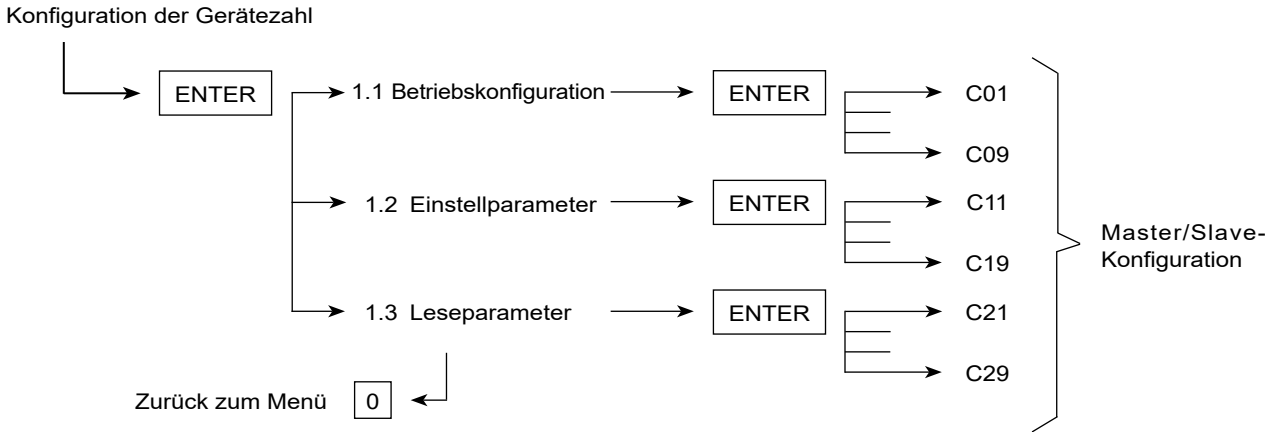 Konfiguration der Gerätezahl
ENTER
1.1 Betriebskonfiguration
ENTER
C01
C09
1.2 Einstellparameter
ENTER
C11
C19
Master/Slave-
Konfiguration
1.3 Leseparameter
ENTER
C21
C29
Zurück zum Menü
0